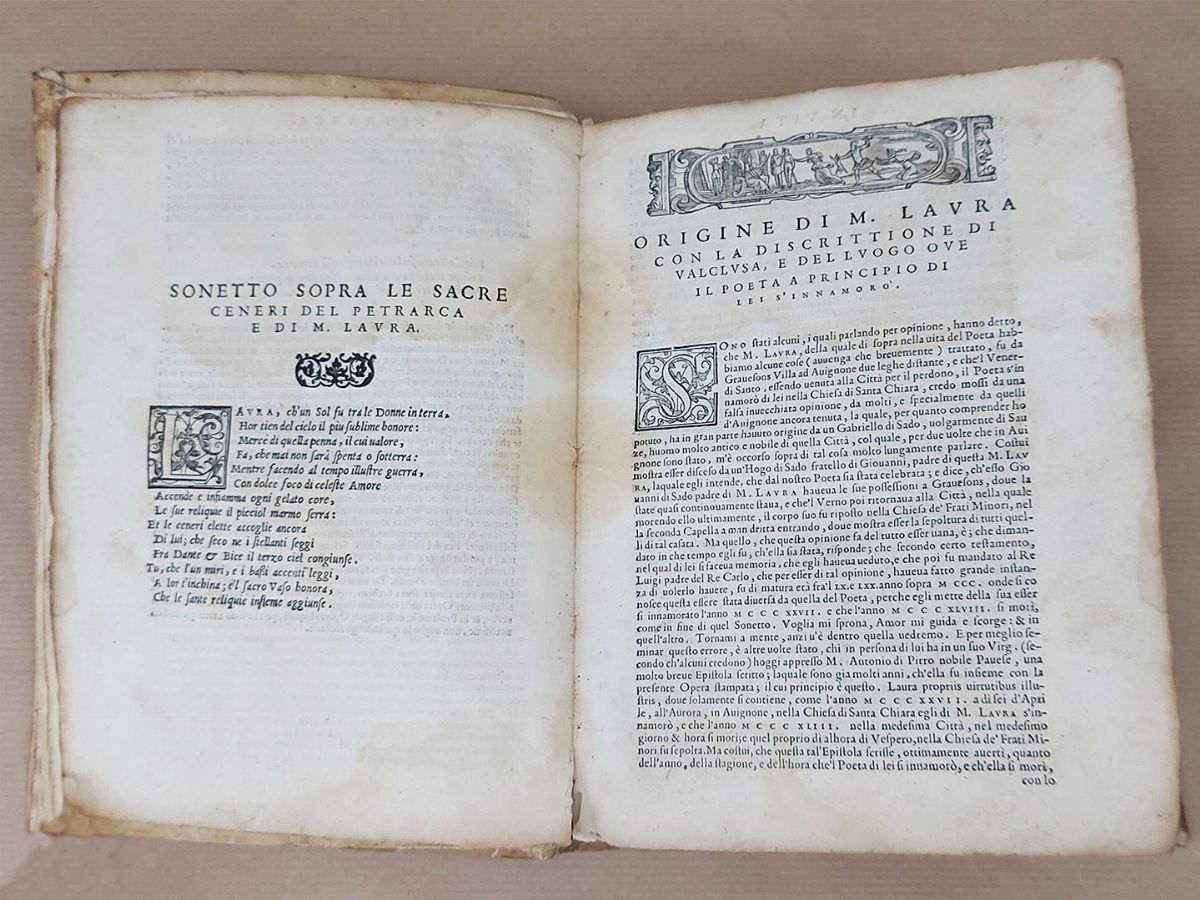 SONETTO SOPRA LE SACRE
CENERI DEL PETRARCA
E DI M. LAVRA.
LAVRA, ch'un Sol fu tra le Donne in terra,
Hor tien del cielo il piu sublime honore:
Mercè di quella penna, il cui ualore,
Fa, che mai non sarà spenta o sotterra:
Mentre facendo al tempo illustre guerra,
Con dolce foco di celeste Amore
Accende e infiamma ogni gelato core,
Le sue reliquie il picciol marmo serra:
Et le ceneri elette accoglie ancora
Di lui; che seco ne i stellanti seggi
Fra Dante & Bice il terzo ciel congiunse.
Tu, che l'un miri, e i bassi accenti leggi,
A lor t'inchina; e'l sacro Vaso honora,
Che le sante reliquie insieme aggiunse.
ORIGINE DI M. LAVRA
CON LA DISCRITTIONE DI
VALCLVSA, E DEL LVOGO OVE
IL POETA A PRINCIPIO DI
LEI S'INNAMORÒ.
SONO stati alcuni, i quali parlando per opinione, hanno detto,
che M. LAVRA, della quale di sopra nella uita del Poeta hab-
biamo alcune cose (auuenga che breuemente) trattato, fu da
Grauesons Villa ad Auignone due leghe distante, e che'l Vener-
di Santo, essendo uenuta alla Città per il perdono, il Poeta s'in
namorò di lei nella Chiesa di Santa Chiara, credo mossi da una
falsa inuecchiata opinione, da molti, e specialmente da quelli
d'Auignone ancora tenuta, la quale, per quanto comprender ho
potuto, ha in gran parte hauuto origine da un Gabriello di Sado, uolgarmente di Sau
ze, huomo molto antico e nobile di quella Città, col quale, per due uolte che in Aui
gnone sono stato, m'è occorso sopra di tal cosa molto lungamente parlare. Costui
mostra esser disceso da un'Hogo di Sado fratello di Giouanni, padre di questa M. LAV
RA, laquale egli intende, che dal nostro Poeta sia stata celebrata; e dice, ch'esso Gio
uanni di Sado padre di M. LAVRA haueua le sue possessioni a Grauesons, doue la
state quasi continouamente staua, e che'l Verno poi titornaua alla Città, nella quale
morendo ello ultimamente, il corpo suo fu riposto nella Chiesa de' Frati Minori, nel
la seconda Capella a man dritta entrando, doue mostra esser la sepoltura di tutti quel-
li di tal casata. Ma quello, che questa opinione fa del tutto esser uana, è; che diman-
dato in che tempo egli fu, ch'ella sia stata, risponde; che secondo certo testamento,
nel qual di lei si faceua memoria, che egli haueua ueduto, e che poi fu mandato al Re
Luigi padre del Re Carlo, che per esser di tal opinione, haueua fatto grande instan-
za di uolerlo hauere, fu di matura età fra'l LX. e LXX. anno sopra MCCC. onde si co
nosce questa essere stata diuersa da quella del Poeta, perche egli mette della sua esser
si innamorato l'anno MCCCXXVII. e che l'anno MCCCXLVIII. si morì,
come in fine di quel Sonetto. Voglia mi sprona, Amor mi guida e scorge: & in
quell'altro. Tornami a mente, anzi u'è dentro quella uedremo. E per meglio se-
minar questo errore, è altre uolte stato, chi in persona di lui ha in un suo Virg. (se-
condo ch'alcuni credono) hoggi appresso M. Antonio di Pirro nobile Pauese, una
molto breue Epistola scritto; laquale sono gia molti anni, ch'ella fu insieme con la
presente Opera stampata; il cui principio è questo. Laura propriis uirtutibus illu-
stris, doue solamente si contiene, come l'anno MCCCXXVII. a di sei d'Apri
le, all'Aurora, in Auignone, nella Chiesa di Santa Chiara egli di M. LAVRA s'in-
namorò, e che l'anno MCCCXLIII. nella medesima Città, nel medesimo
giorno & hora si morì; e quel proprio di alhora di Vespero, nella Chiesa de' Frati Mi-
nori fu sepolta. Ma costui, che questa tal'Epistola scrisse, ottimamente auertì, quanto
dell'anno, della stagione, e dell'hora che'l Poeta di lei si innamorò, e ch'ella si morì,
con lo